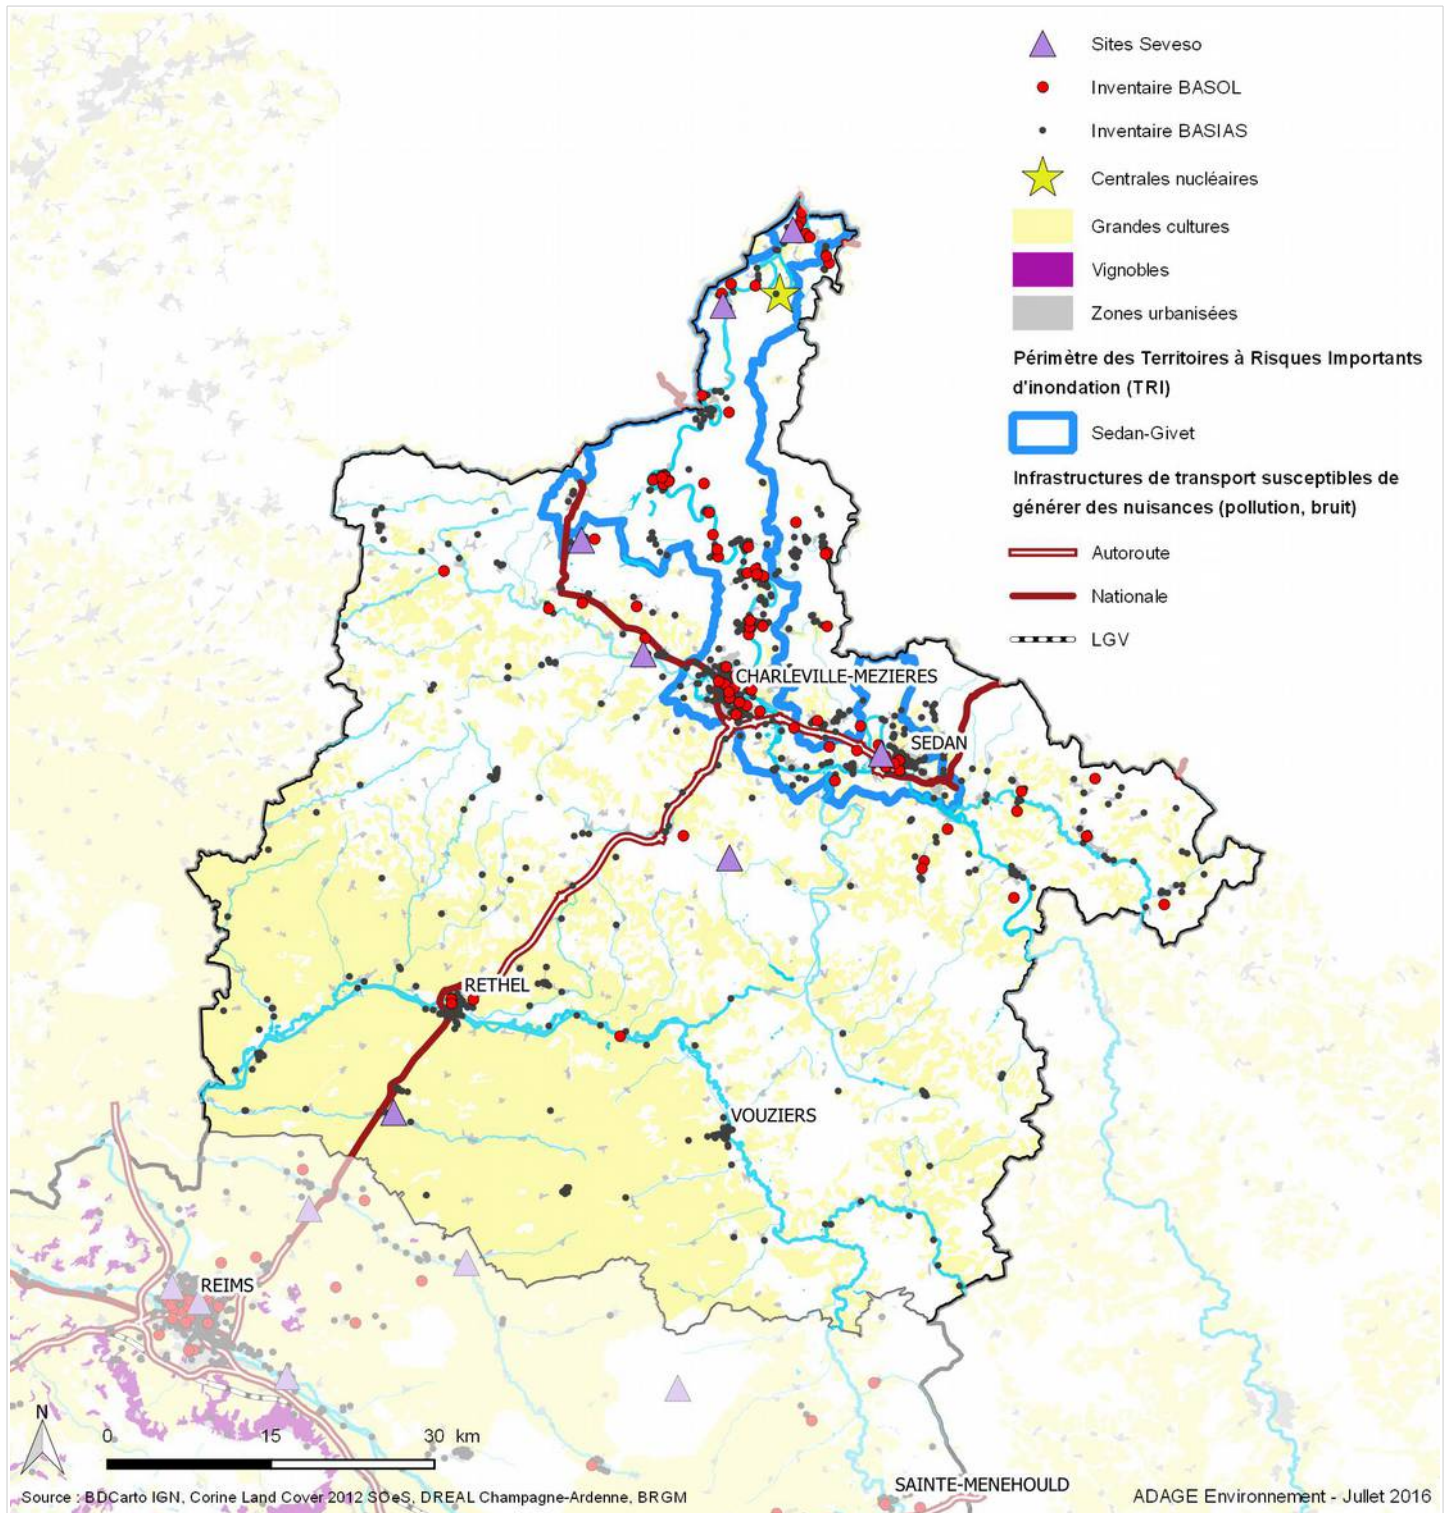 Sites Seveso
Inventaire BASOL
Inventaire BASIAS
Centrales nucléaires
Grandes cultures
Vignobles
Zones urbanisées
Périmètre des Territoires à Risques Importants
d'inondation (TRI)
Sedan-Givet
Infrastructures de transport susceptibles de
générer des nuisances (pollution, bruit)
Autoroute
Nationale
LGV
CHARLEVILLE-MEZIERES
SEDAN
RETHEL
VOUZIERS
REIMS
SAINTE-MENEHOULD
N
0 15 30 km
Source : BDCarto IGN, Corine Land Cover 2012 SOeS, DREAL Champagne-Ardenne, BRGM
ADAGE Environnement - Jullet 2016